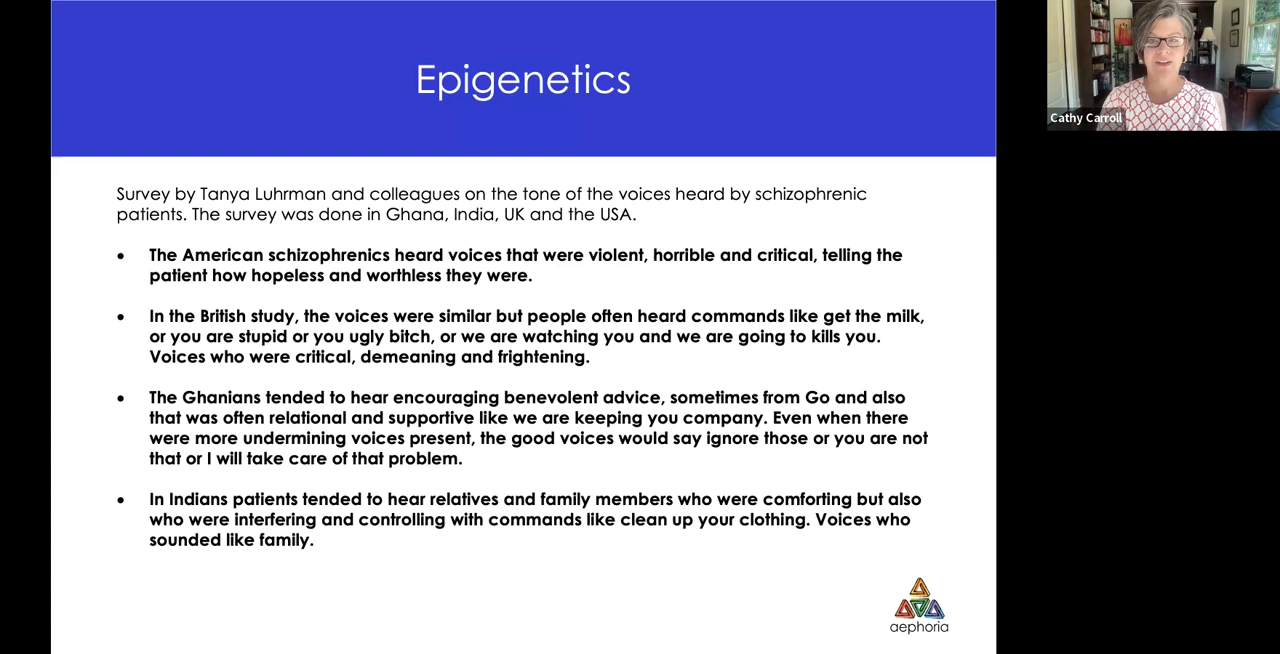 Epigenetics
Cathy Carroll
Survey by Tanya Luhrman and colleagues on the tone of the voices heard by schizophrenic
patients. The survey was done in Ghana, India, UK and the USA.
• The American schizophrenics heard voices that were violent, horrible and critical, telling the
patient how hopeless and worthless they were.
• In the British study, the voices were similar but people often heard commands like get the milk,
or you are stupid or you ugly bitch, or we are watching you and we are going to kills you.
Voices who were critical, demeaning and frightening.
• The Ghanians tended to hear encouraging benevolent advice, sometimes from Go and also
that was often relational and supportive like we are keeping you company. Even when there
were more undermining voices present, the good voices would say ignore those or you are not
that or I will take care of that problem.
• In Indians patients tended to hear relatives and family members who were comforting but also
who were interfering and controlling with commands like clean up your clothing. Voices who
sounded like family.
aephoria